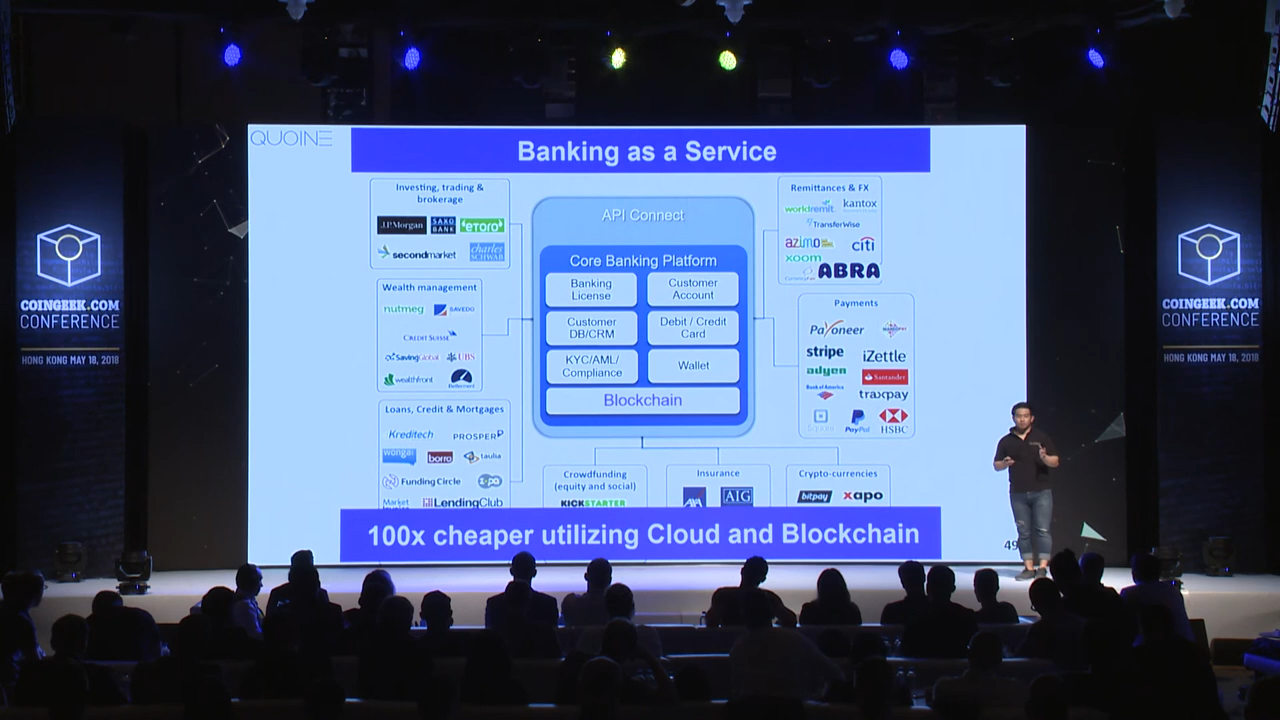 QUOINE
Banking as a Service
Investing, trading &
brokerage
J.P.Morgan
SAXO
BANK
eToro
secondmarket
charles
SCHWAB
Wealth management
nutmeg
SAVEDO
CREDIT SUISSE
SavingGlobal
UBS
wealthfront
Betterment
Loans, Credit & Mortgages
Kreditech
PROSPER
wonga
borro
taulia
Funding Circle
LendingClub
API Connect
Core Banking Platform
Banking
License
Customer
Account
Customer
DB/CRM
Debit / Credit
Card
KYC/AML/
Compliance
Wallet
Blockchain
Crowdfunding
(equity and social)
KICKSTARTER
Insurance
AXA
AIG
Crypto-currencies
bitpay
xapo
Remittances & FX
worldremit
kantox
TransferWise
azimo
citi
xoom
CurrencyFair
ABRA
Payments
Payoneer
stripe
iZettle
adyen
Santander
Bank of America
traxpay
Square
PayPal
HSBC
100x cheaper utilizing Cloud and Blockchain
49
COINGEEK.COM
CONFERENCE
HONG KONG MAY 18, 2018
COINGEEK.COM
CONFERENCE
HONG KONG MAY 18, 2018